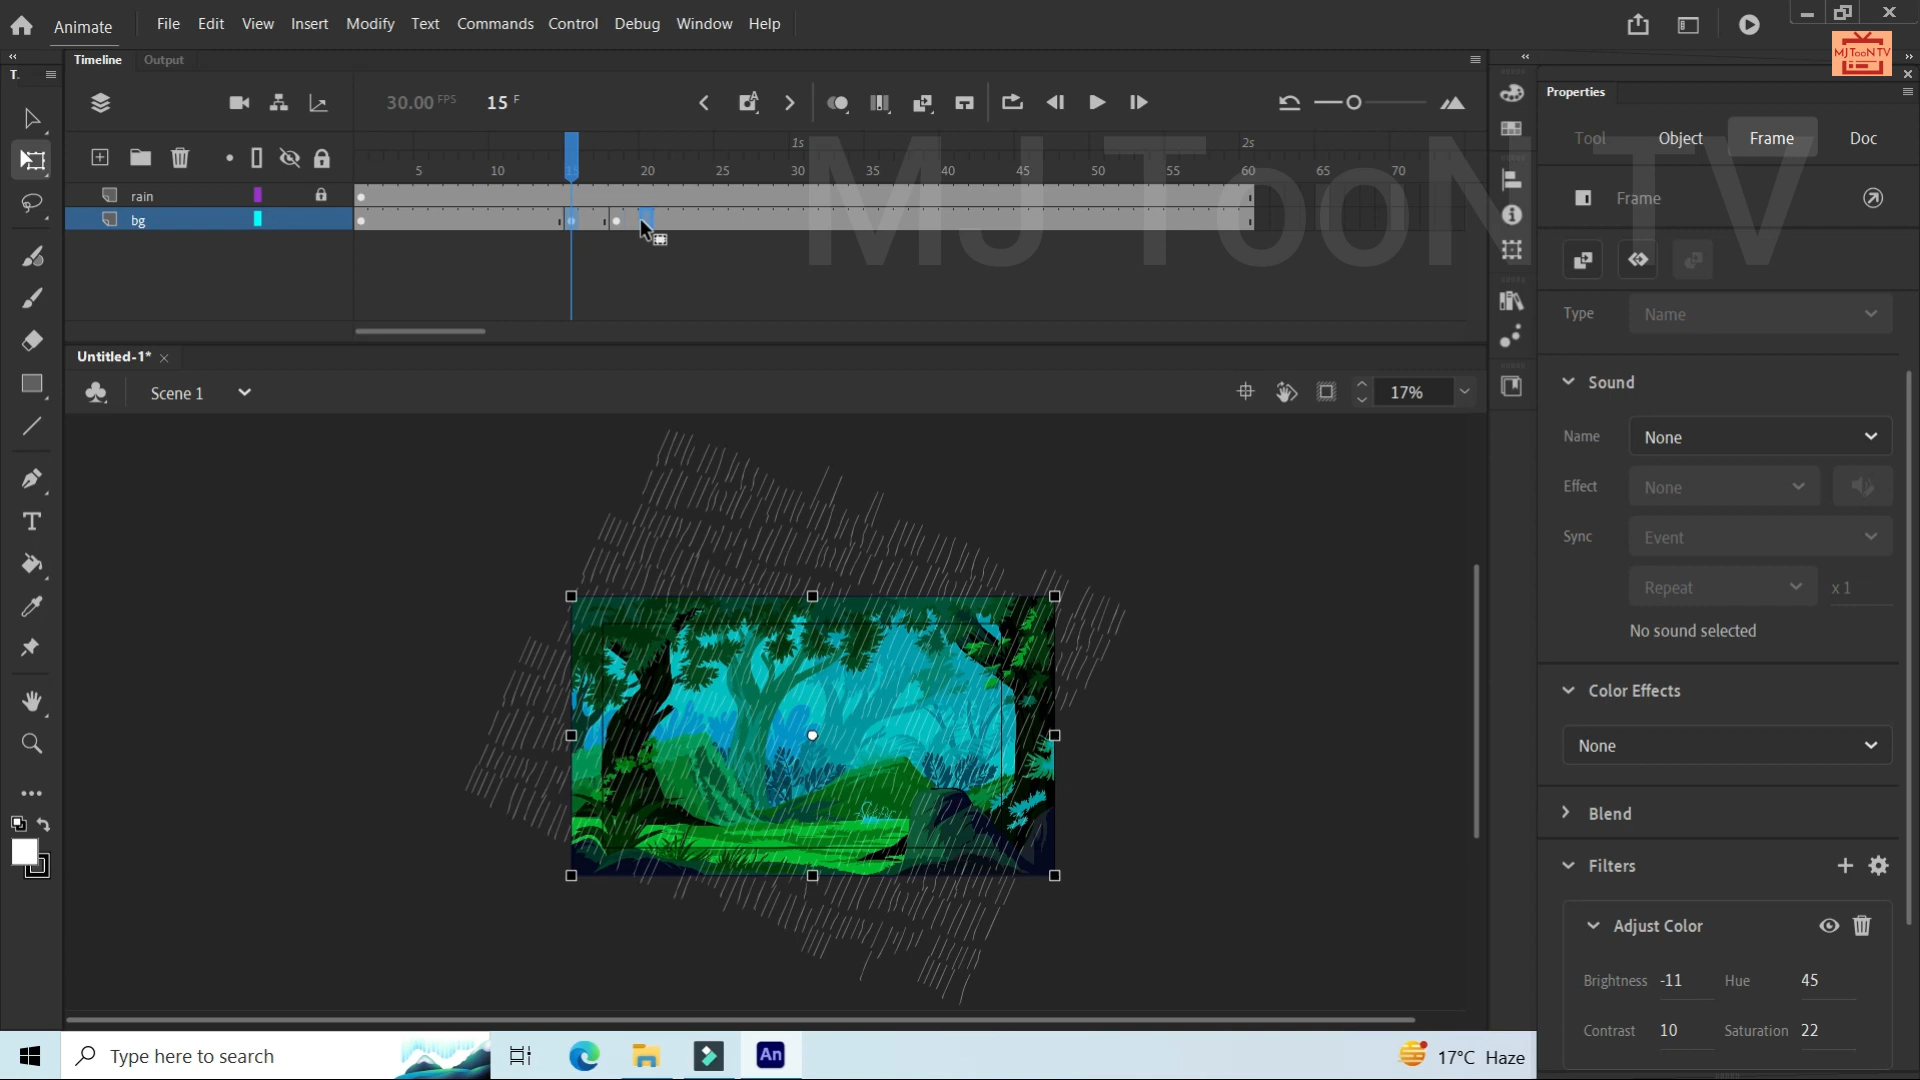 Animate
File Edit View Insert Modify Text Commands Control Debug Window Help
MJTooNTV
T.
Timeline Output
Properties
30.00 FPS 15 F
Tool Object Frame Doc
1s 2s
5 10 15 20 25 30 35 40 45 50 55 60 65 70
rain
bg
MJ TooN TV
Frame
Type Name
Untitled-1*
Scene 1
17%
Sound
Name None
Effect None
Sync Event
Repeat x 1
No sound selected
Color Effects
None
Blend
Filters
Adjust Color
Brightness -11 Hue 45
Contrast 10 Saturation 22
Type here to search
An
17°C Haze